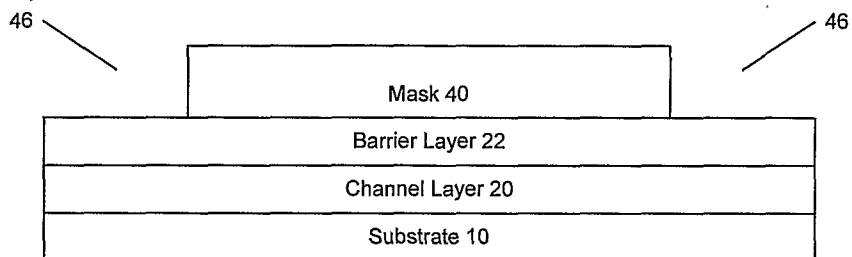 46
46
Mask 40
Barrier Layer 22
Channel Layer 20
Substrate 10